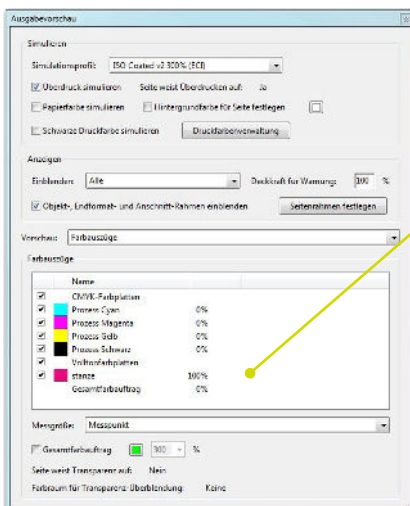 Ausgabevorschau
Simulieren
Simulationsprofil: ISO Coated v2 300% (ECI)
Überdruck simulieren Seite weist Überdrucken auf: Ja
Papierfarbe simulieren Hintergrundfarbe für Seite festlegen
Schwarze Druckfarbe simulieren Druckfarbenverwaltung
Anzeigen
Einblenden: Alle Deckkraft für Warnung: 100 %
Objekt-, Endformat- und Anschnitt-Rahmen einblenden Seitenrahmen festlegen
Vorschau: Farbauszüge
Farbauszüge
Name
CMYK-Farbplatten
Prozess Cyan 0%
Prozess Magenta 0%
Prozess Gelb 0%
Prozess Schwarz 0%
Volltonfarbplatten
stanze 100%
Gesamtfarbauftrag 0%
Messgröße: Messpunkt
Gesamtfarbauftrag 300 %
Seite weist Transparenz auf: Nein
Farbraum für Transparenz-Überblendung: Keine